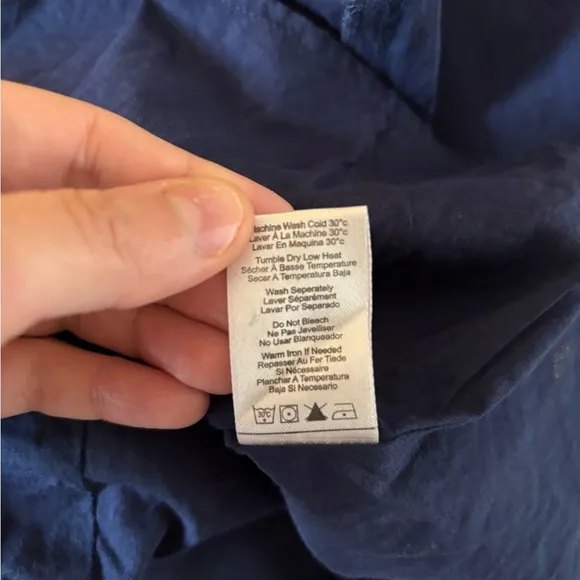 achine Wash Cold 30°c
Laver À La Machine 30°c
Lavar En Maquina 30°c
Tumble Dry Low Heat
Sécher À Basse Temperature
Secar A Temperatura Baja
Wash Seperately
Laver Séparément
Lavar Por Separado
Do Not Bleach
Ne Pas Javelliser
No Usar Blanqueador
Warm Iron If Needed
Repasser Au Fer Tiede
Si Nécessaire
Planchar A Temperatura
Baja Si Necesario
30°C